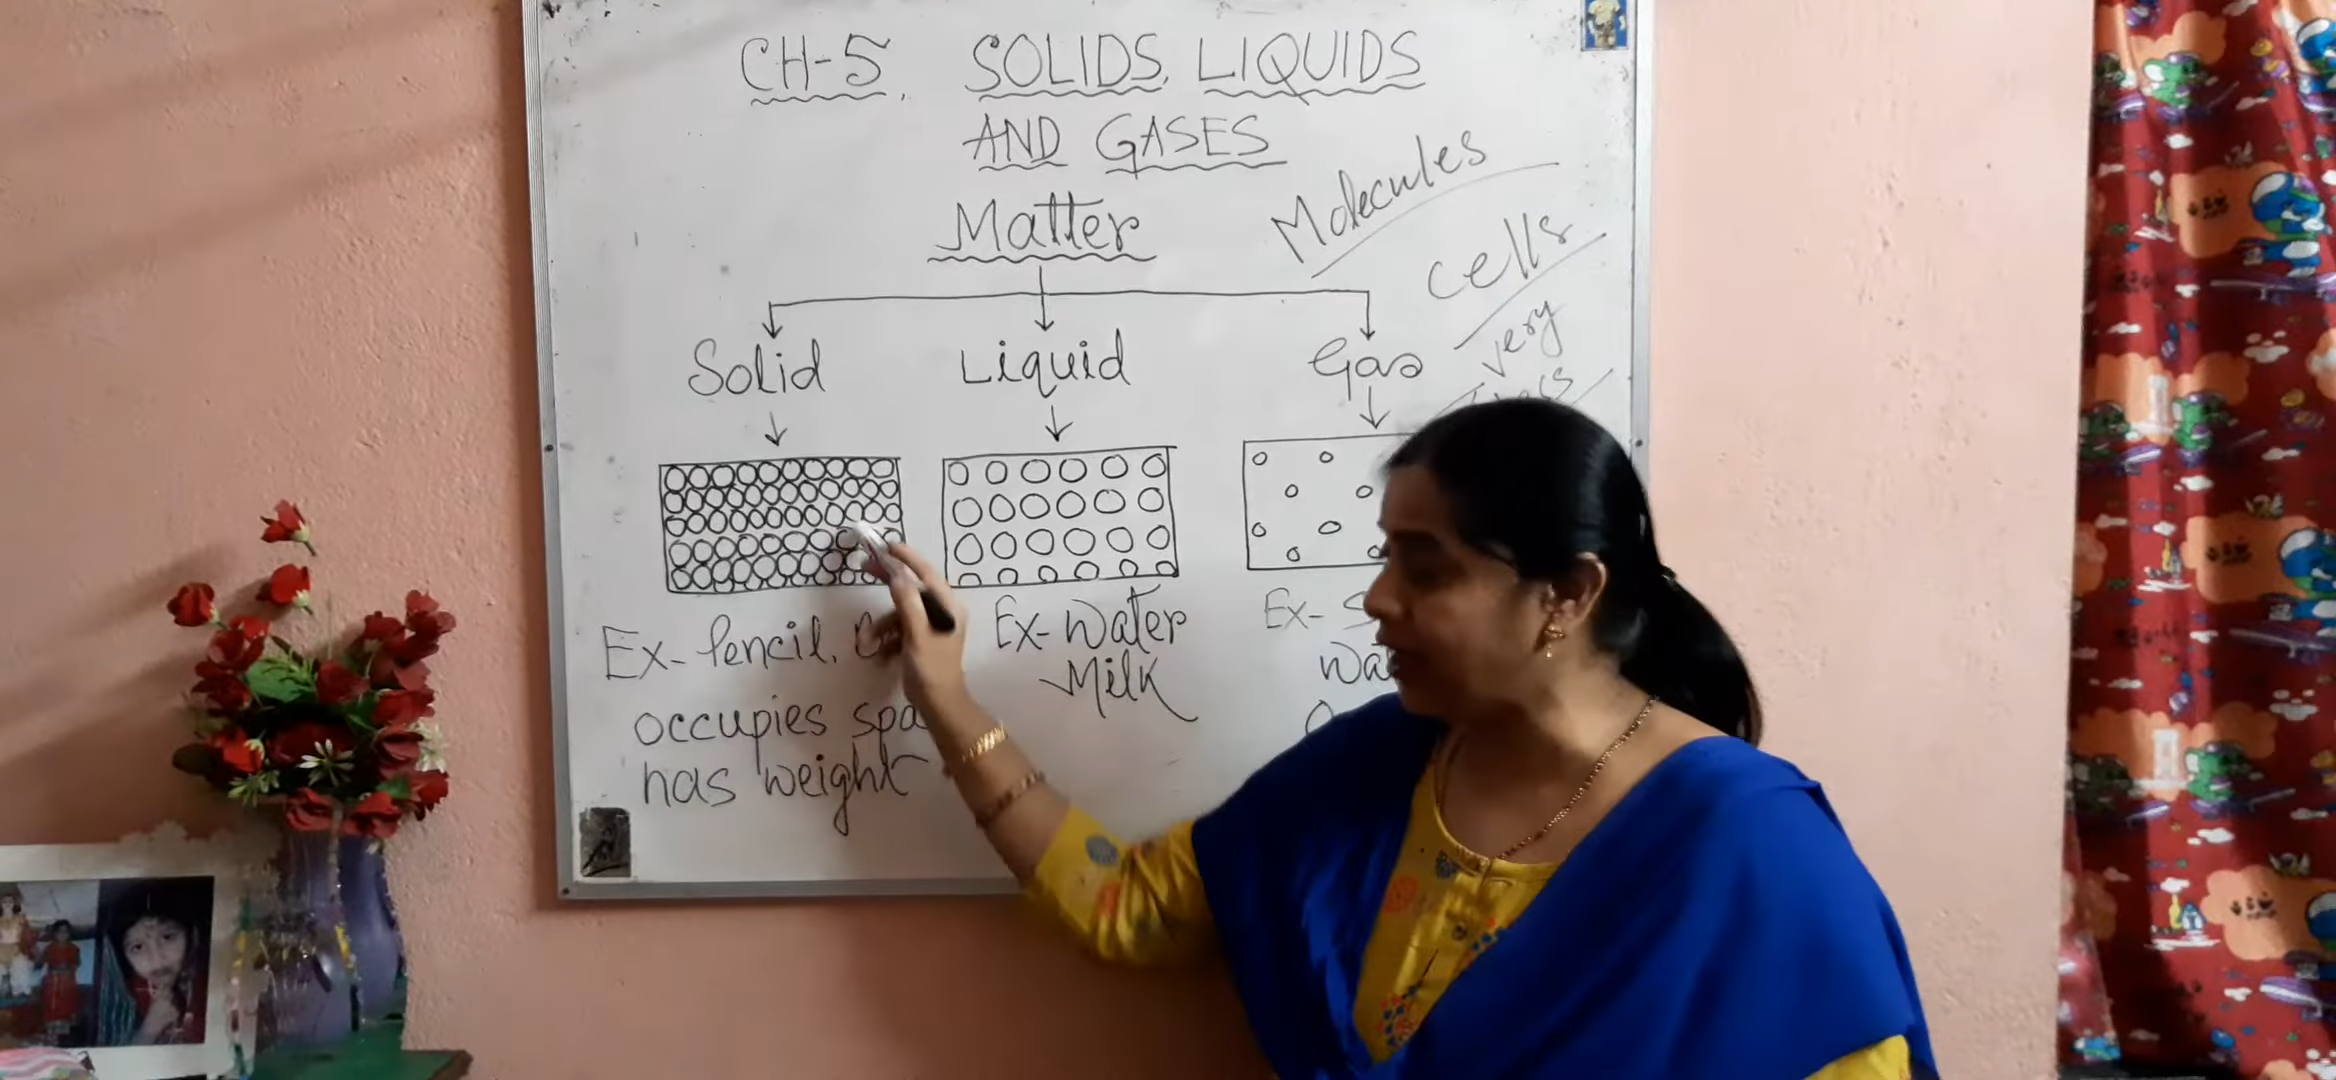 CH-5, SOLIDS, LIQUIDS
AND GASES
Matter
Molecules
cells
very
Solid Liquid Gas
Ex- Pencil,
occupies
has weight
Ex- Water
Milk
Ex-